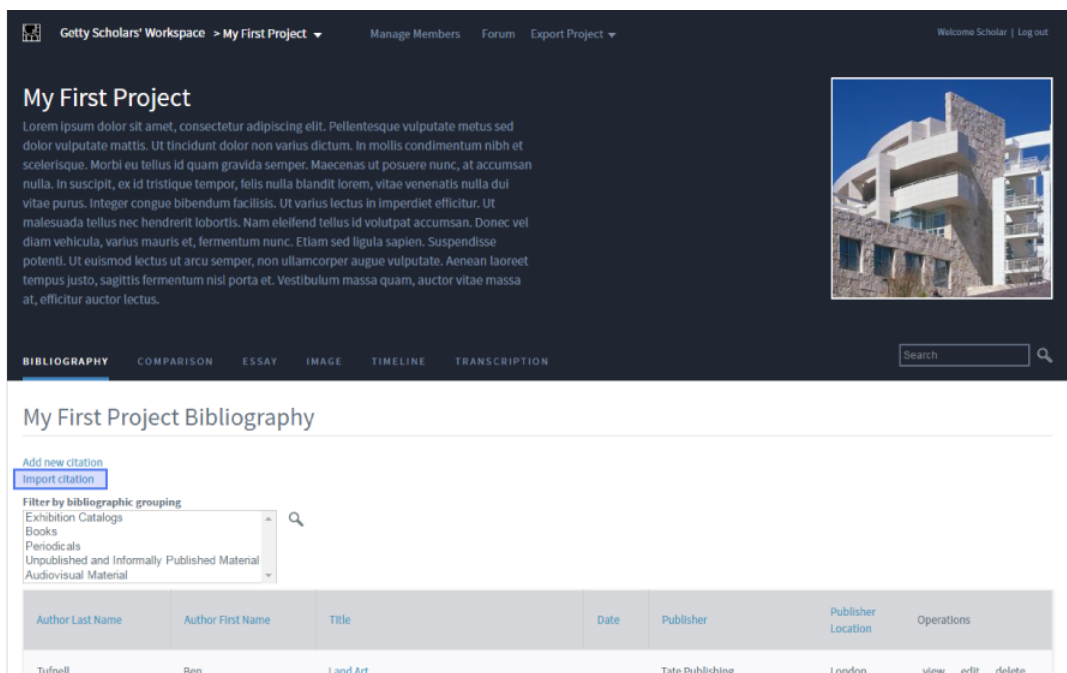 Getty Scholars' Workspace > My First Project Manage Members Forum Export Project Welcome Scholar | Log out
My First Project
Lorem ipsum dolor sit amet, consectetur adipiscing elit. Pellentesque vulputate metus sed
dolor vulputate mattis. Ut tincidunt dolor non varius dictum. In mollis condimentum nibh et
scelerisque. Morbi eu tellus id quam gravida semper. Maecenas ut posuere nunc, at accumsan
nulla. In suscipit, ex id tristique tempor, felis nulla blandit lorem, vitae venenatis nulla dui
vitae purus. Integer congue bibendum facilisis. Ut varius lectus in imperdiet efficitur. Ut
malesuada tellus nec hendrerit lobortis. Nam eleifend tellus id volutpat accumsan. Donec vel
diam vehicula, varius mauris et, fermentum nunc. Etiam sed ligula sapien. Suspendisse
potenti. Ut euismod lectus ut arcu semper, non ullamcorper augue vulputate. Aenean laoreet
tempus justo, sagittis fermentum nisl porta et. Vestibulum massa quam, auctor vitae massa
at, efficitur auctor lectus.
BIBLIOGRAPHY COMPARISON ESSAY IMAGE TIMELINE TRANSCRIPTION Search
My First Project Bibliography
Add new citation
Import citation
Filter by bibliographic grouping
Exhibition Catalogs
Books
Periodicals
Unpublished and Informally Published Material
Audiovisual Material
Author Last Name Author First Name Title Date Publisher Publisher Location Operations
Tufnell Ben Land Art Tate Publishing London view edit delete